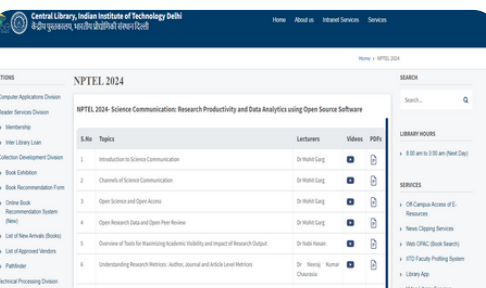 Central Library, Indian Institute of Technology Delhi
केंद्रीय पुस्तकालय, भारतीय प्रौद्योगिकी संस्थान दिल्ली
Home About us Intranet Services Services
Home › NPTEL 2024
TIONS
Computer Applications Division
Reader Services Division
Membership
Inter Library Loan
Collection Development Division
Book Exhibition
Book Recommendation Form
Online Book
Recommendation System
(New)
List of New Arrivals (Books)
List of Approved Vendors
Pathfinder
Technical Processing Division
NPTEL 2024
NPTEL 2024- Science Communication: Research Productivity and Data Analytics using Open Source Software
S.No Topics Lecturers Videos PDFs
1 Introduction to Science Communication Dr Mohit Garg
2 Channels of Science Communication Dr Mohit Garg
3 Open Science and Open Access Dr Mohit Garg
4 Open Research Data and Open Peer Review Dr Mohit Garg
5 Overview of Tools for Maximizing Academic Visibility and Impact of Research Output Dr Nabi Hasan
6 Understanding Research Metrics : Author, Journal and Article Level Metrics Dr Neeraj Kumar
Chaurasia
SEARCH
Search...
LIBRARY HOURS
8:00 am to 3:00 am (Next Day)
SERVICES
Off-Campus Access of E-
Resources
News Clipping Services
Web OPAC (Book Search)
IITD Faculty Profiling System
Library App